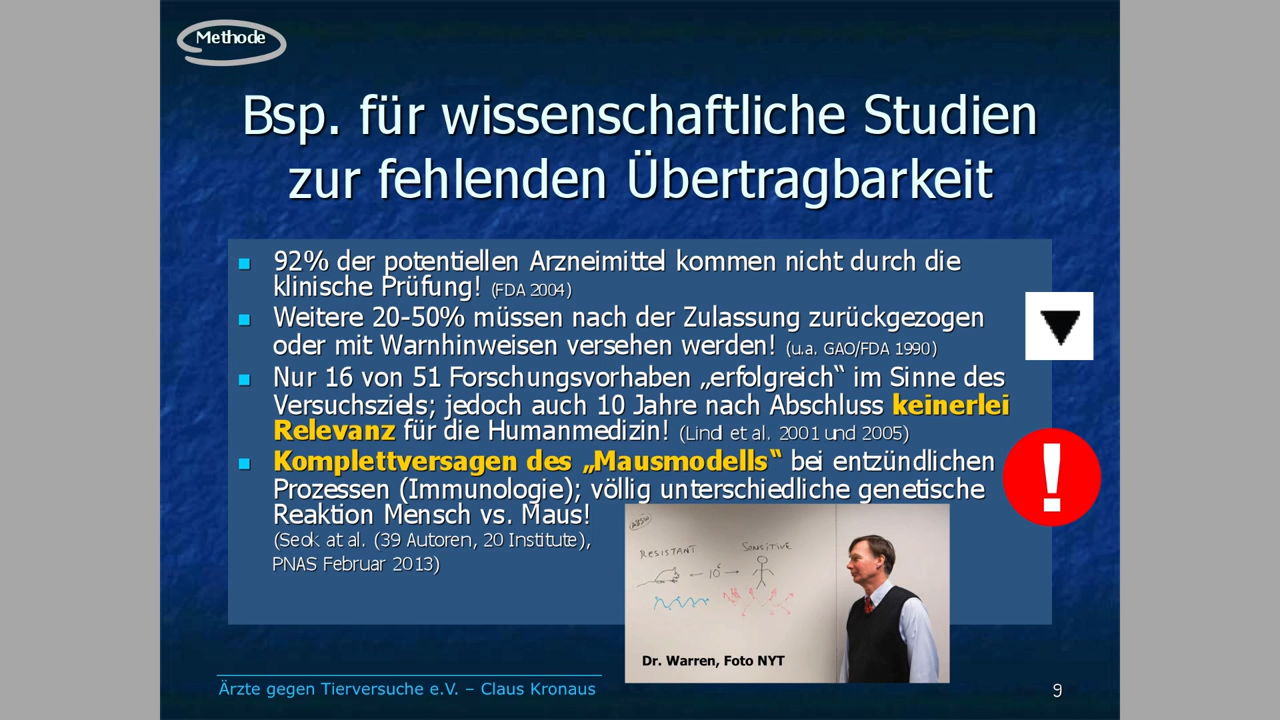 Methode
Bsp. für wissenschaftliche Studien
zur fehlenden Übertragbarkeit
92% der potentiellen Arzneimittel kommen nicht durch die
klinische Prüfung! (FDA 2004)
Weitere 20-50% müssen nach der Zulassung zurückgezogen
oder mit Warnhinweisen versehen werden! (u.a. GAO/FDA 1990)
Nur 16 von 51 Forschungsvorhaben „erfolgreich“ im Sinne des
Versuchsziels; jedoch auch 10 Jahre nach Abschluss keinerlei
Relevanz für die Humanmedizin! (Lindl et al. 2001 und 2005)
Komplettversagen des „Mausmodells“ bei entzündlichen
Prozessen (Immunologie); völlig unterschiedliche genetische
Reaktion Mensch vs. Maus!
(Seok at al. (39 Autoren, 20 Institute),
PNAS Februar 2013)
!
RESISTANT SENSITIVE
← 10⁶ →
Dr. Warren, Foto NYT
Ärzte gegen Tierversuche e.V. – Claus Kronaus
9